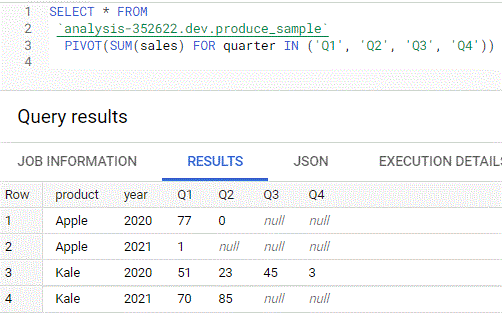 1 SELECT * FROM
2 `analysis-352622.dev.produce_sample`
3 PIVOT(SUM(sales) FOR quarter IN ('Q1', 'Q2', 'Q3', 'Q4'))
4
Query results
JOB INFORMATION RESULTS JSON EXECUTION DETAILS
Row product year Q1 Q2 Q3 Q4
1 Apple 2020 77 0 null null
2 Apple 2021 1 null null null
3 Kale 2020 51 23 45 3
4 Kale 2021 70 85 null null